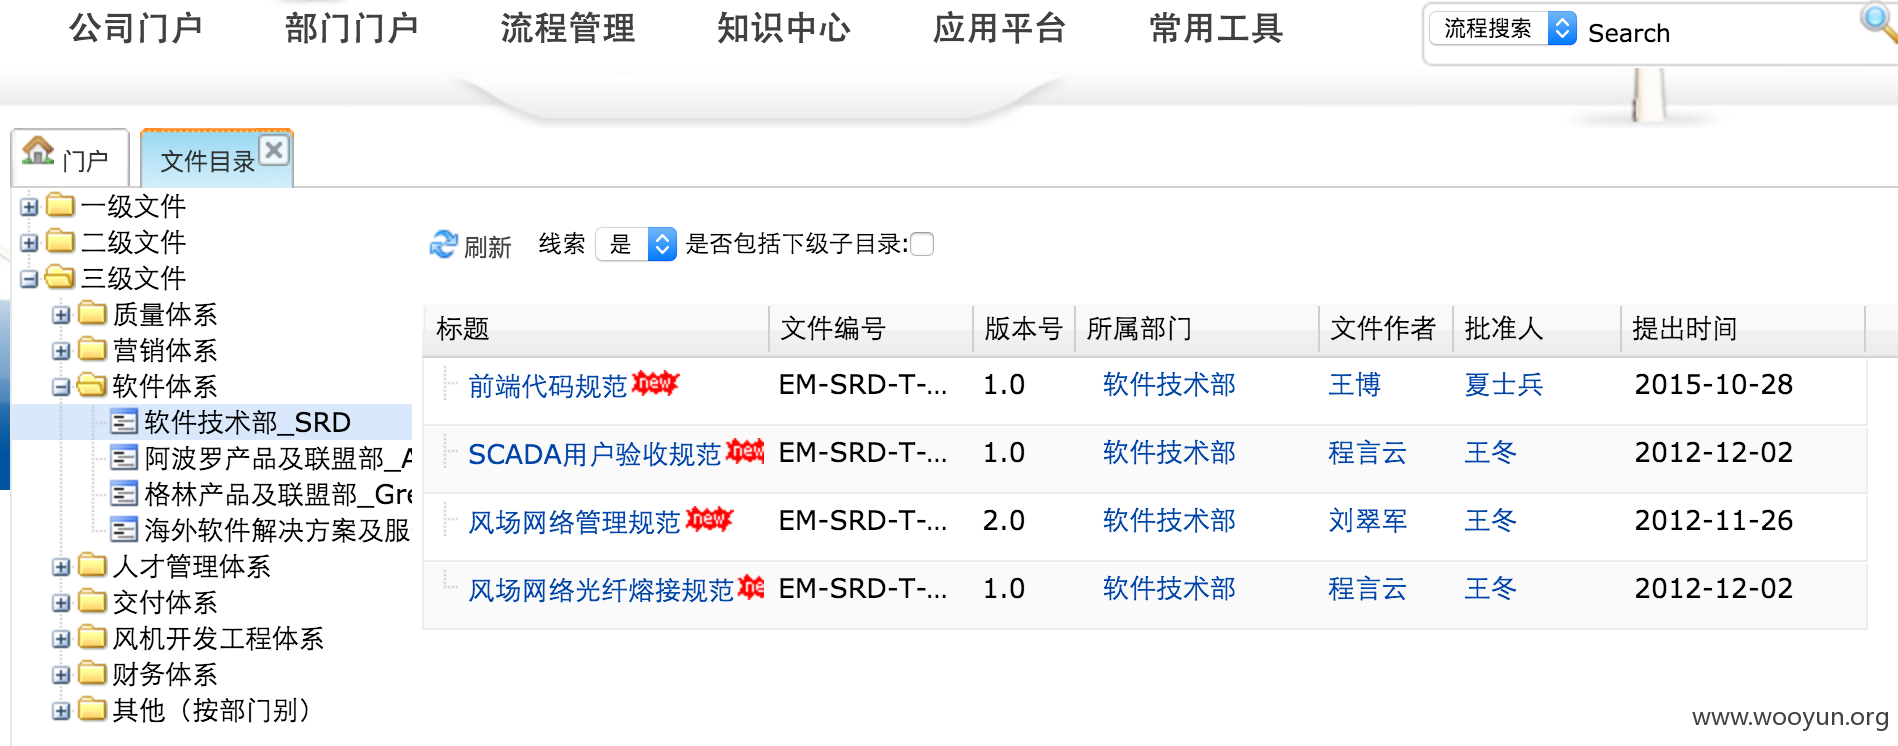 公司门户 部门门户 流程管理 知识中心 应用平台 常用工具 流程搜索 Search
门户 文件目录
一级文件
二级文件
三级文件
质量体系
营销体系
软件体系
软件技术部_SRD
阿波罗产品及联盟部_A
格林产品及联盟部_Gre
海外软件解决方案及服
人才管理体系
交付体系
风机开发工程体系
财务体系
其他（按部门别）
刷新 线索 是 是否包括下级子目录:
标题 文件编号 版本号 所属部门 文件作者 批准人 提出时间
前端代码规范 new EM-SRD-T-... 1.0 软件技术部 王博 夏士兵 2015-10-28
SCADA用户验收规范 new EM-SRD-T-... 1.0 软件技术部 程言云 王冬 2012-12-02
风场网络管理规范 new EM-SRD-T-... 2.0 软件技术部 刘翠军 王冬 2012-11-26
风场网络光纤熔接规范 ne EM-SRD-T-... 1.0 软件技术部 程言云 王冬 2012-12-02
www.wooyun.org